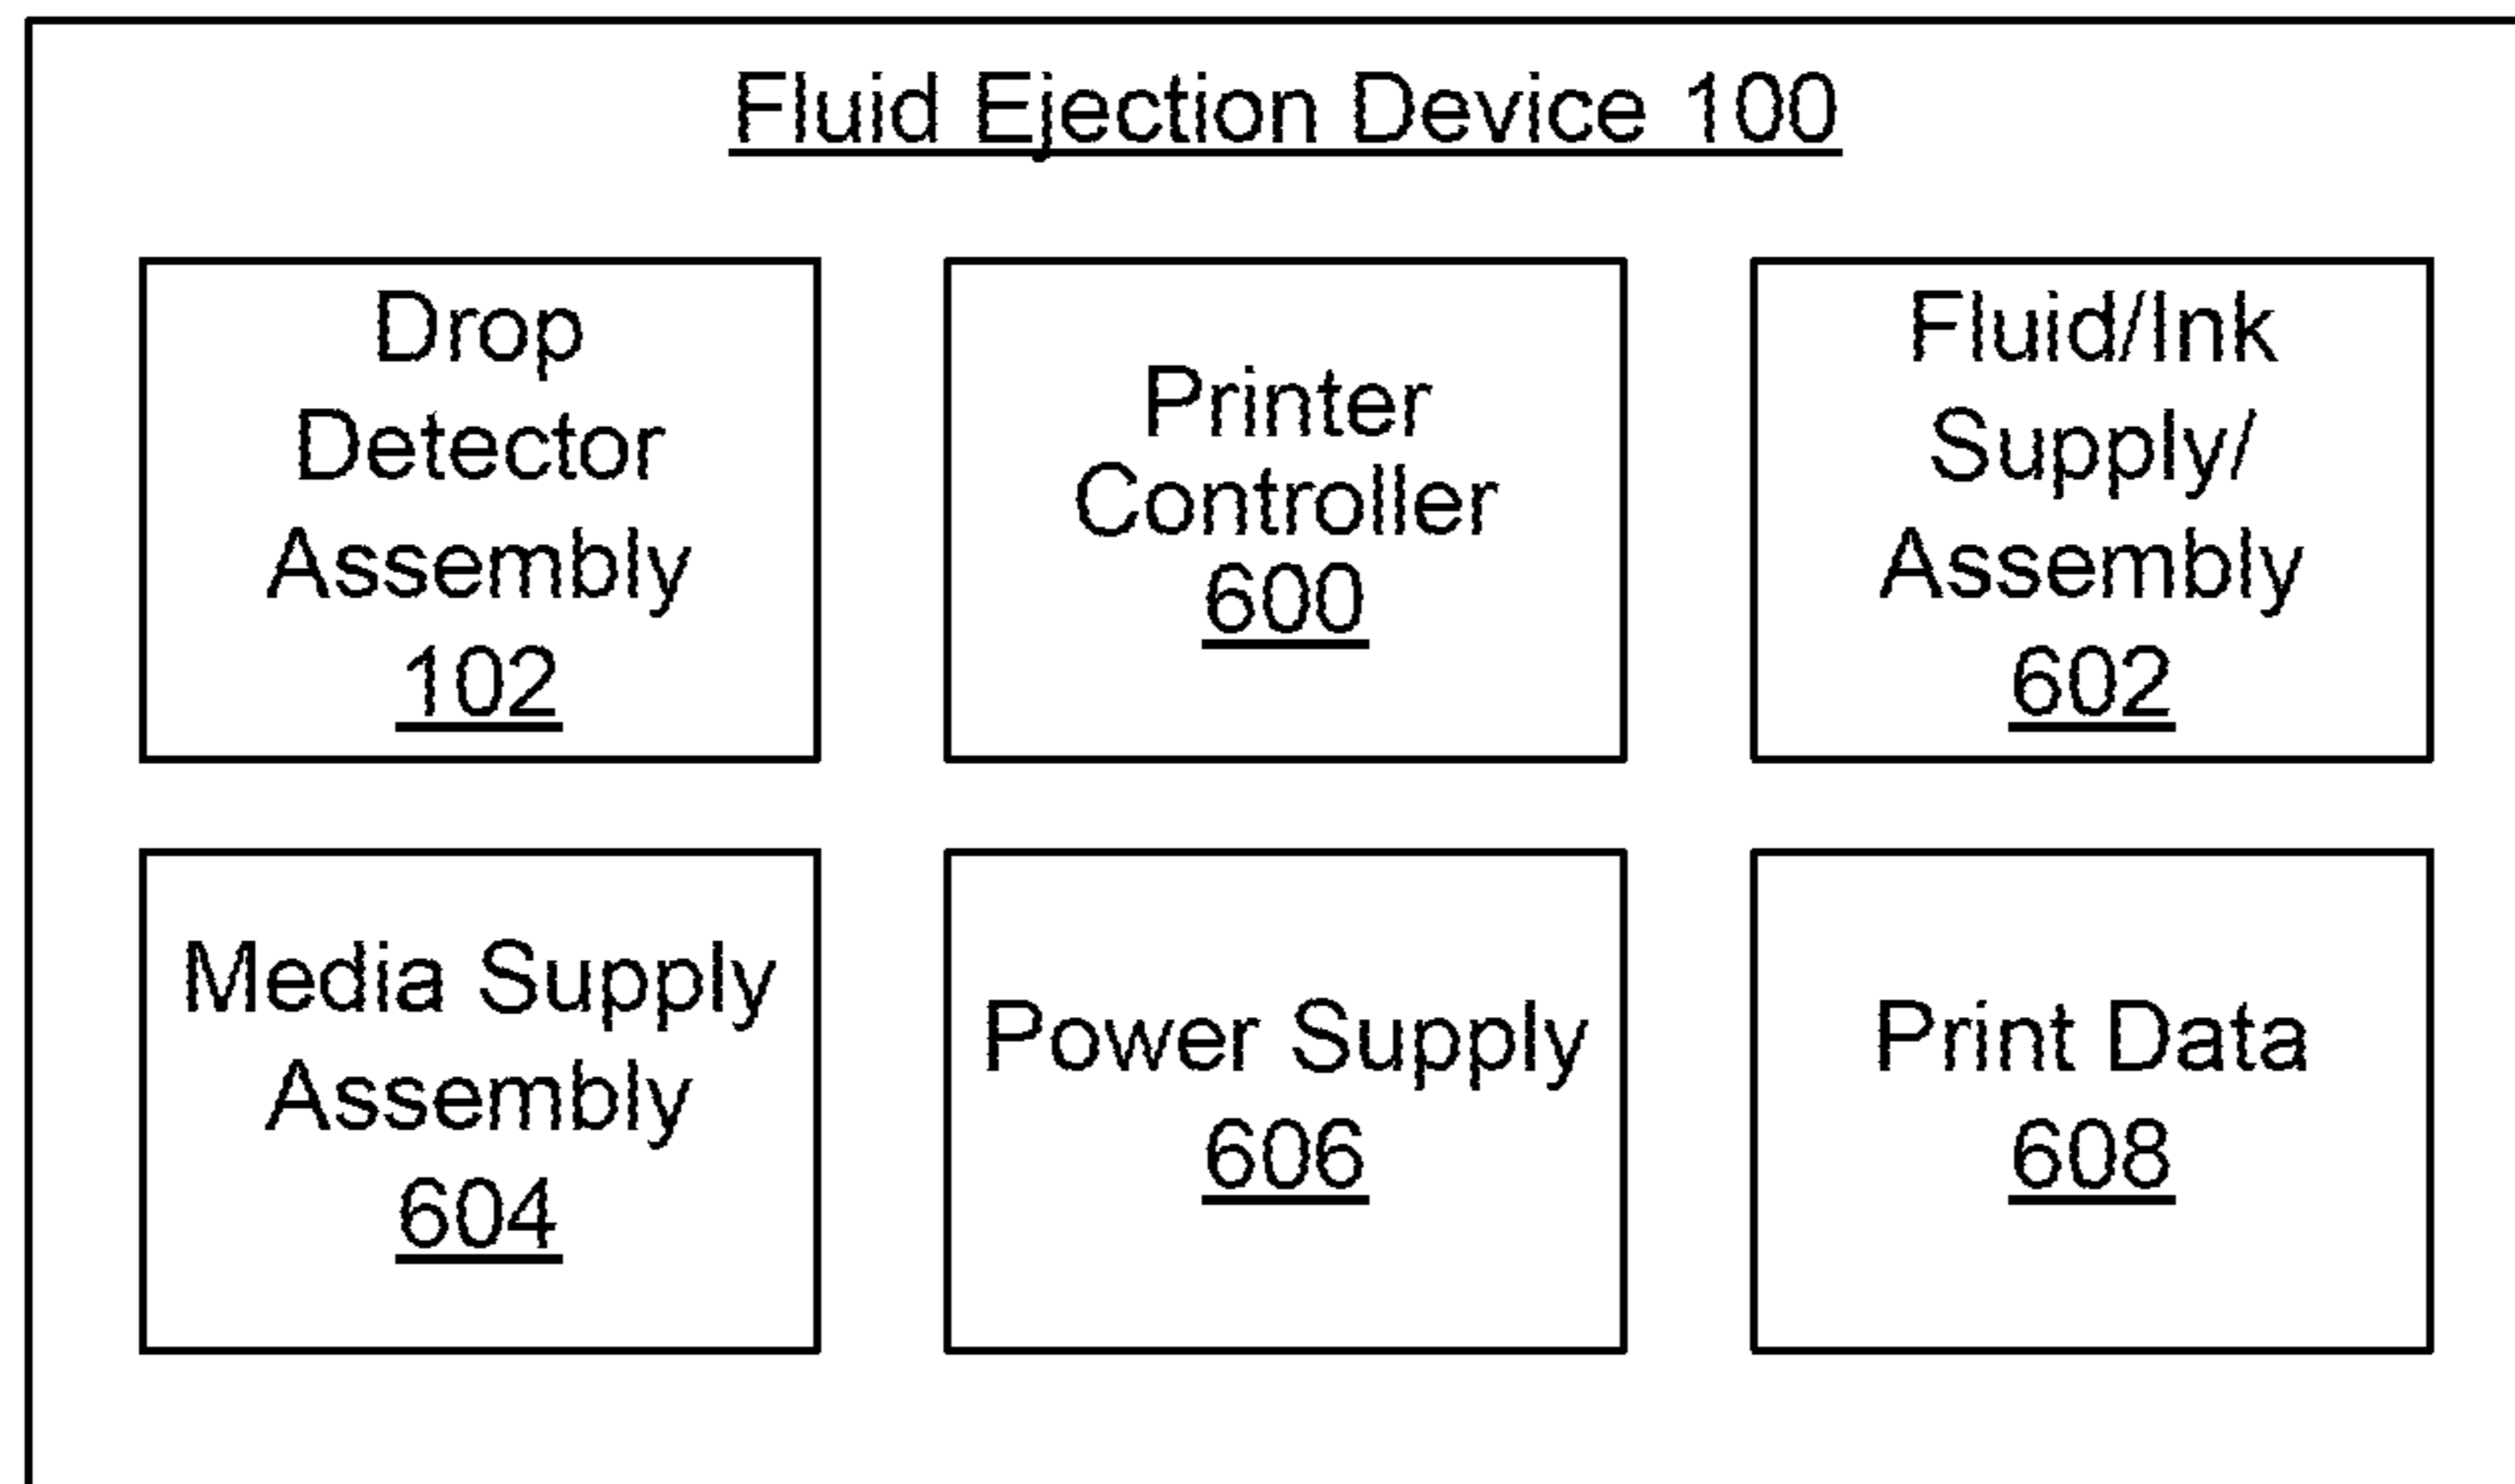 Fluid Ejection Device 100
Drop
Detector
Assembly
102
Printer
Controller
600
Fluid/Ink
Supply/
Assembly
602
Media Supply
Assembly
604
Power Supply
606
Print Data
608